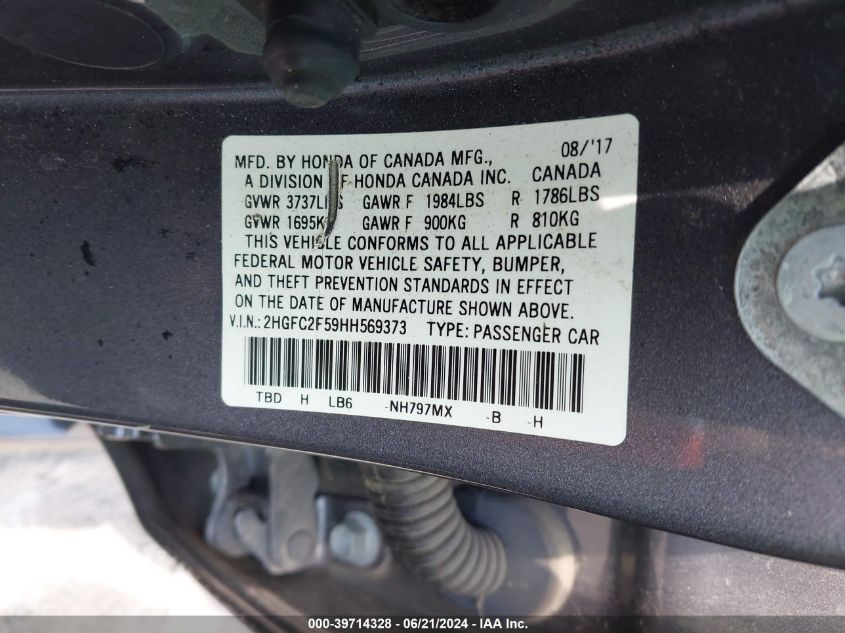 MFD. BY HONDA OF CANADA MFG., 08/'17
A DIVISION OF HONDA CANADA INC. CANADA
GVWR 3737LBS GAWR F 1984LBS R 1786LBS
GVWR 1695KG GAWR F 900KG R 810KG
THIS VEHICLE CONFORMS TO ALL APPLICABLE
FEDERAL MOTOR VEHICLE SAFETY, BUMPER,
AND THEFT PREVENTION STANDARDS IN EFFECT
ON THE DATE OF MANUFACTURE SHOWN ABOVE.
V.I.N.: 2HGFC2F59HH569373 TYPE: PASSENGER CAR
TBD H LB6 -NH797MX -B -H
000-39714328 - 06/21/2024 - IAAI Inc.